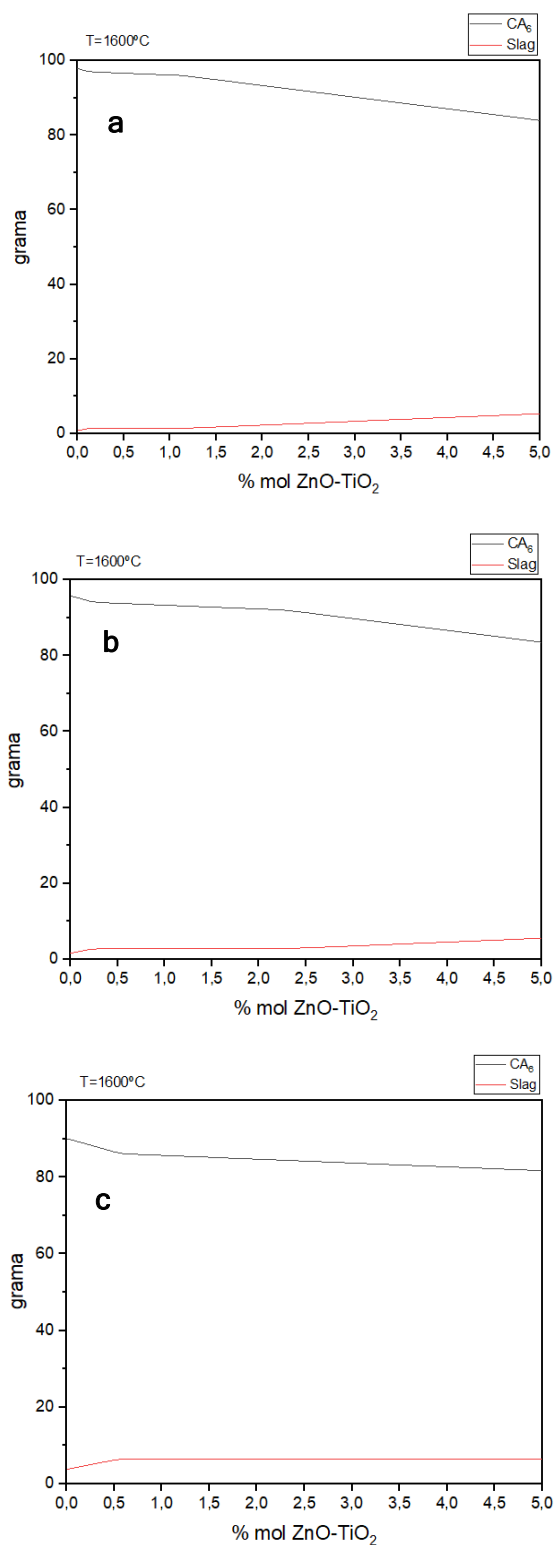 T=1600ºC
CA₆
Slag
100
80
60
40
20
0
grama
a
0,0 0,5 1,0 1,5 2,0 2,5 3,0 3,5 4,0 4,5 5,0
% mol ZnO-TiO₂
T=1600ºC
CA₆
Slag
100
80
60
40
20
0
grama
b
0,0 0,5 1,0 1,5 2,0 2,5 3,0 3,5 4,0 4,5 5,0
% mol ZnO-TiO₂
T=1600ºC
CA₆
Slag
100
80
60
40
20
0
grama
c
0,0 0,5 1,0 1,5 2,0 2,5 3,0 3,5 4,0 4,5 5,0
% mol ZnO-TiO₂